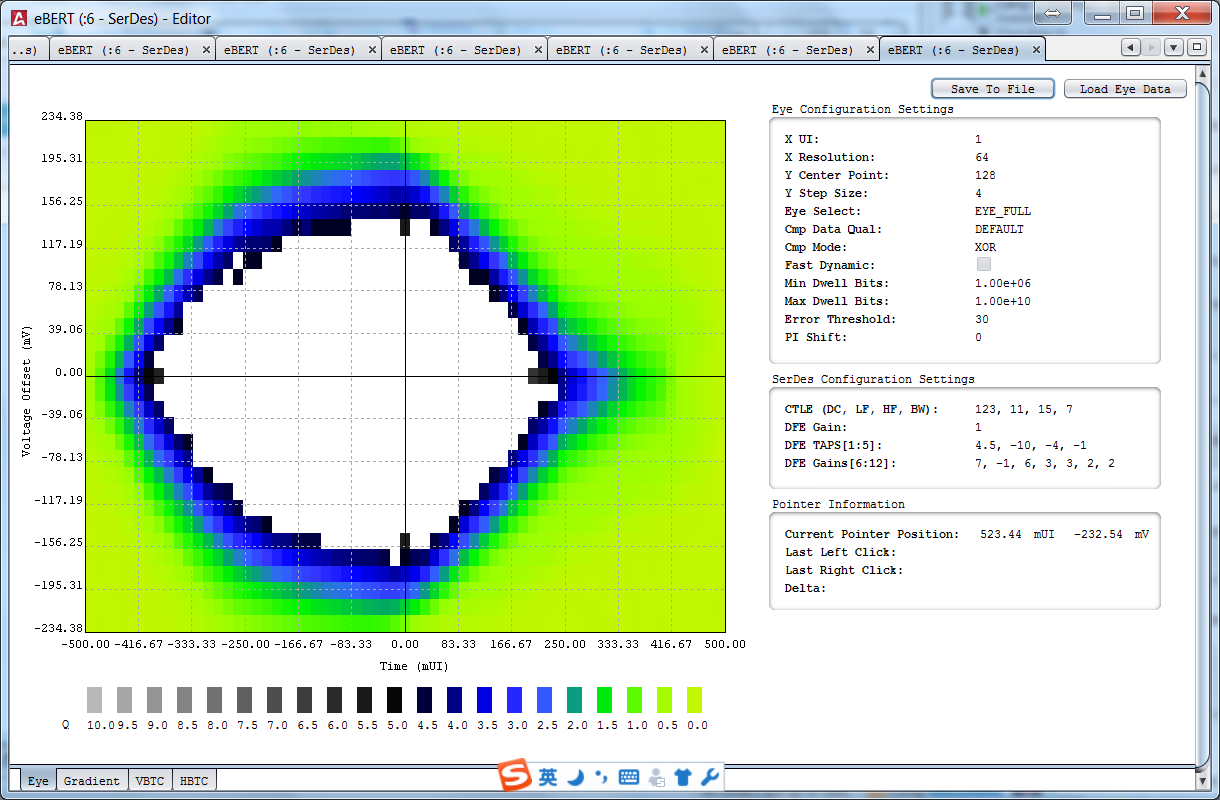 eBERT (:6 - SerDes) - Editor
..s) eBERT (:6 - SerDes) eBERT (:6 - SerDes) eBERT (:6 - SerDes) eBERT (:6 - SerDes) eBERT (:6 - SerDes) eBERT (:6 - SerDes)
Save To File Load Eye Data
Eye Configuration Settings
X UI: 1
X Resolution: 64
Y Center Point: 128
Y Step Size: 4
Eye Select: EYE_FULL
Cmp Data Qual: DEFAULT
Cmp Mode: XOR
Fast Dynamic:
Min Dwell Bits: 1.00e+06
Max Dwell Bits: 1.00e+10
Error Threshold: 30
PI Shift: 0
SerDes Configuration Settings
CTLE (DC, LF, HF, BW): 123, 11, 15, 7
DFE Gain: 1
DFE TAPS[1:5]: 4.5, -10, -4, -1
DFE Gains[6:12]: 7, -1, 6, 3, 3, 2, 2
Pointer Information
Current Pointer Position: 523.44 mUI -232.54 mV
Last Left Click:
Last Right Click:
Delta:
Voltage Offset (mV)
234.38
195.31
156.25
117.19
78.13
39.06
0.00
-39.06
-78.13
-117.19
-156.25
-195.31
-234.38
-500.00 -416.67 -333.33 -250.00 -166.67 -83.33 0.00 83.33 166.67 250.00 333.33 416.67 500.00
Time (mUI)
Q 10.0 9.5 9.0 8.5 8.0 7.5 7.0 6.5 6.0 5.5 5.0 4.5 4.0 3.5 3.0 2.5 2.0 1.5 1.0 0.5 0.0
Eye Gradient VBTC HBTC
英